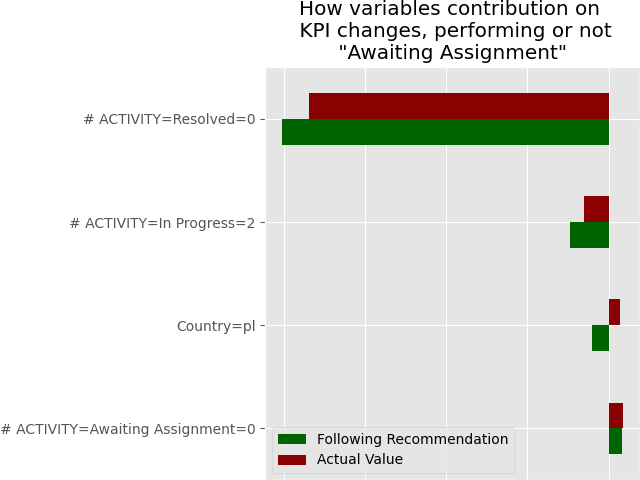 How variables contribution on
KPI changes, performing or not
"Awaiting Assignment"
# ACTIVITY=Resolved=0
# ACTIVITY=In Progress=2
Country=pl
# ACTIVITY=Awaiting Assignment=0
Following Recommendation
Actual Value